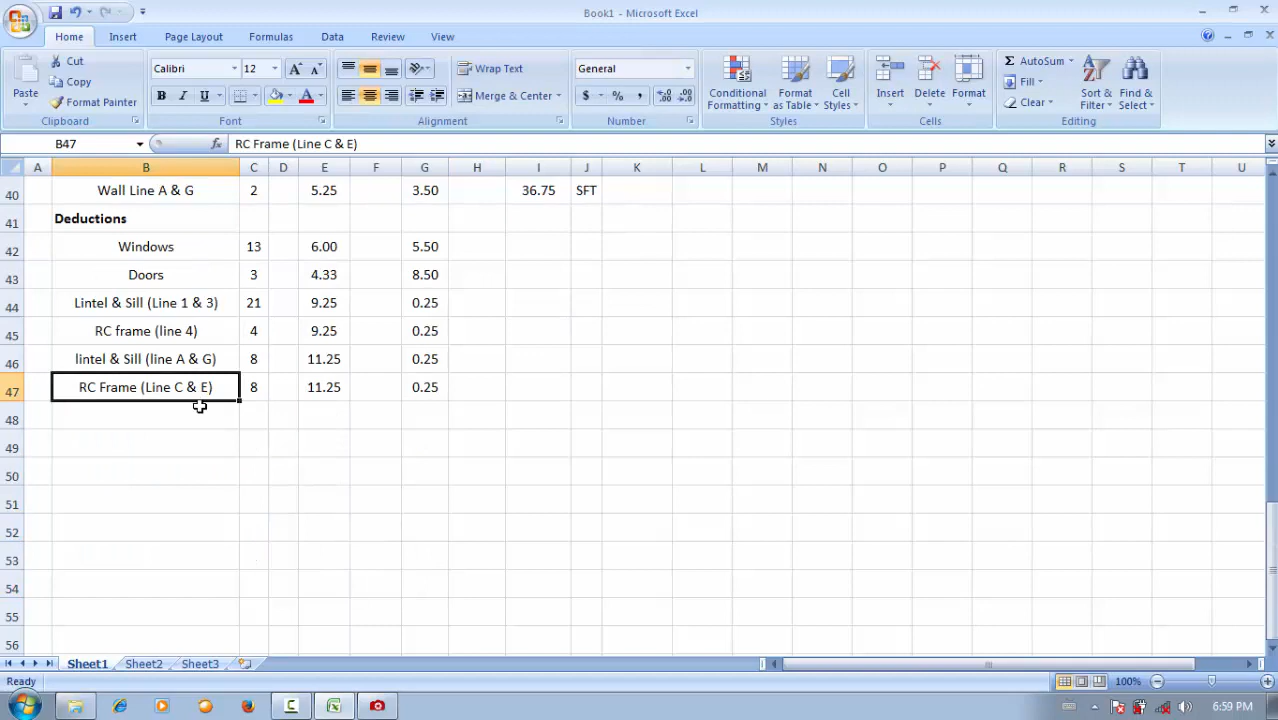 Book1 - Microsoft Excel
Home Insert Page Layout Formulas Data Review View
Paste Cut Copy Format Painter Clipboard
Calibri 12 B I U Font
Wrap Text Merge & Center Alignment
General $ % , Number
Conditional Formatting Format as Table Cell Styles Styles
Insert Delete Format Cells
AutoSum Fill Clear Sort & Filter Find & Select Editing
B47 fx RC Frame (Line C & E)
A B C D E F G H I J K L M N O P Q R S T U
40 Wall Line A & G 2 5.25 3.50 36.75 SFT
41 Deductions
42 Windows 13 6.00 5.50
43 Doors 3 4.33 8.50
44 Lintel & Sill (Line 1 & 3) 21 9.25 0.25
45 RC frame (line 4) 4 9.25 0.25
46 lintel & Sill (line A & G) 8 11.25 0.25
47 RC Frame (Line C & E) 8 11.25 0.25
48
49
50
51
52
53
54
55
56
Sheet1 Sheet2 Sheet3
Ready 100%
6:59 PM